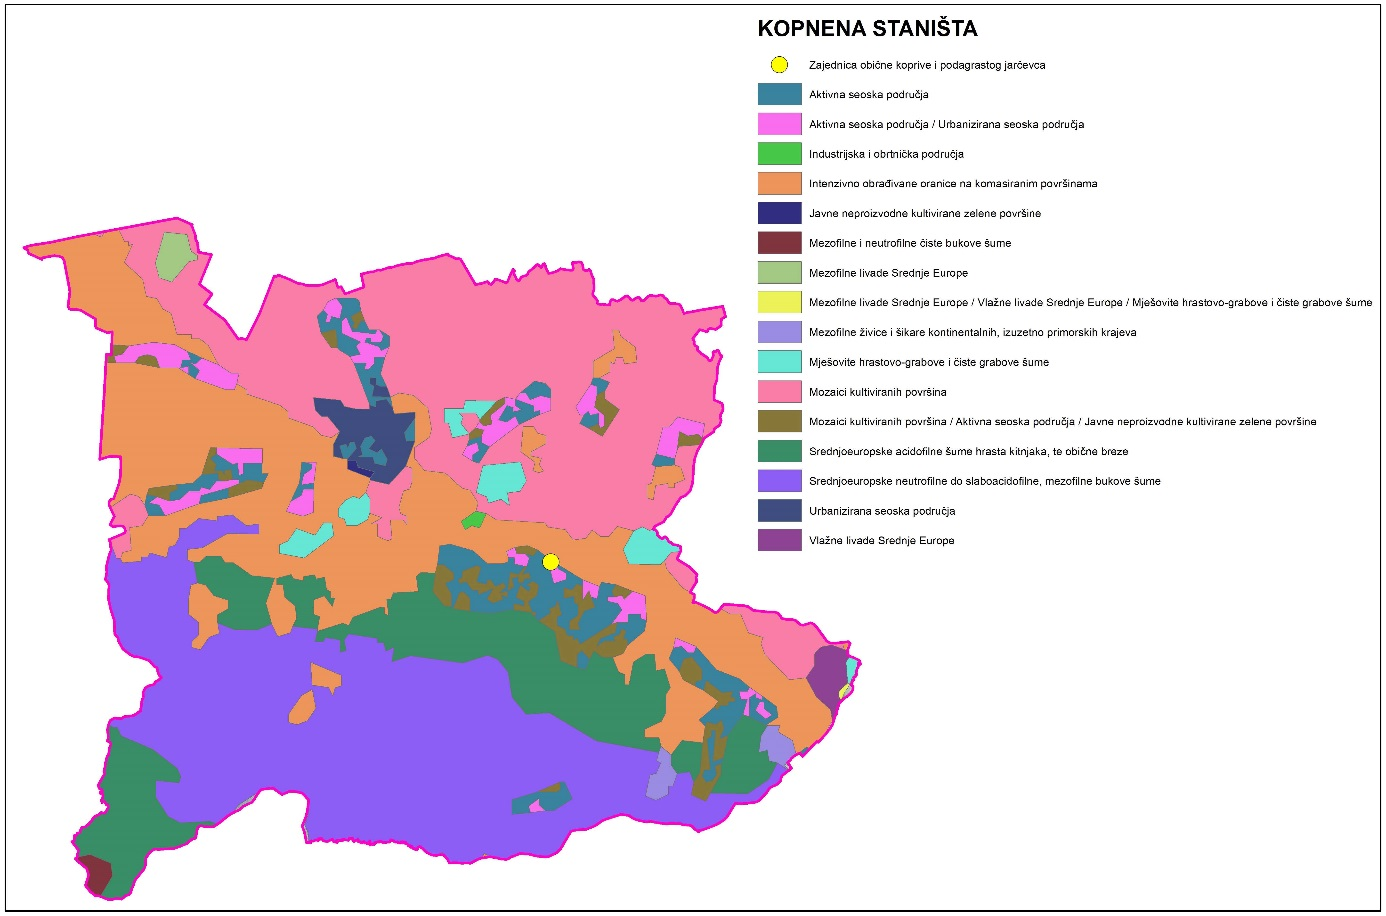 KOPNENA STANIŠTA
Zajednica obične koprive i podagrastog jarčevca
Aktivna seoska područja
Aktivna seoska područja / Urbanizirana seoska područja
Industrijska i obrtnička područja
Intenzivno obrađivane oranice na komasiranim površinama
Javne neproizvodne kultivirane zelene površine
Mezofilne i neutrofilne čiste bukove šume
Mezofilne livade Srednje Europe
Mezofilne livade Srednje Europe / Vlažne livade Srednje Europe / Mješovite hrastovo-grabove i čiste grabove šume
Mezofilne živice i šikare kontinentalnih, izuzetno primorskih krajeva
Mješovite hrastovo-grabove i čiste grabove šume
Mozaici kultiviranih površina
Mozaici kultiviranih površina / Aktivna seoska područja / Javne neproizvodne kultivirane zelene površine
Srednjoeuropske acidofilne šume hrasta kitnjaka, te obične breze
Srednjoeuropske neutrofilne do slaboacidofilne, mezofilne bukove šume
Urbanizirana seoska područja
Vlažne livade Srednje Europe